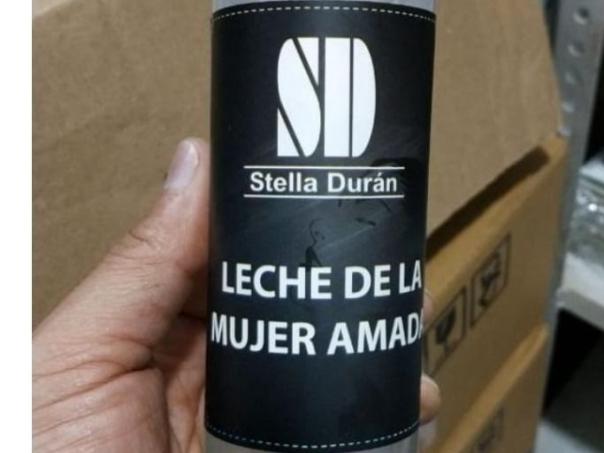 SD
Stella Durán
LECHE DE LA
MUJER AMADA